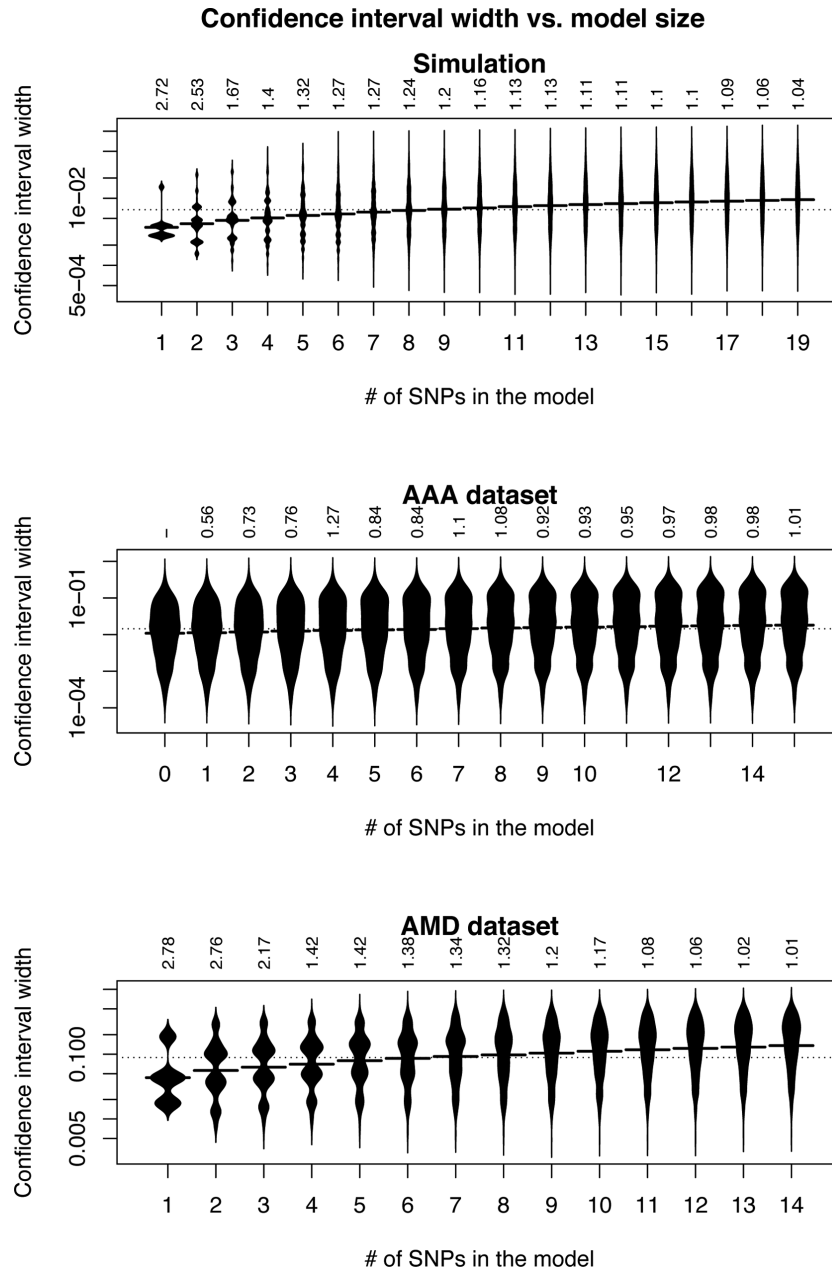 Confidence interval width vs. model size
Simulation
2.72 2.53 1.67 1.4 1.32 1.27 1.27 1.24 1.2 1.16 1.13 1.13 1.11 1.11 1.1 1.1 1.09 1.06 1.04
Confidence interval width
1e-02
5e-04
1 2 3 4 5 6 7 8 9 11 13 15 17 19
# of SNPs in the model
AAA dataset
– 0.56 0.73 0.76 1.27 0.84 0.84 1.1 1.08 0.92 0.93 0.95 0.97 0.98 0.98 1.01
Confidence interval width
1e-01
1e-04
0 1 2 3 4 5 6 7 8 9 10 12 14
# of SNPs in the model
AMD dataset
2.78 2.76 2.17 1.42 1.42 1.38 1.34 1.32 1.2 1.17 1.08 1.06 1.02 1.01
Confidence interval width
0.100
0.005
1 2 3 4 5 6 7 8 9 10 11 12 13 14
# of SNPs in the model